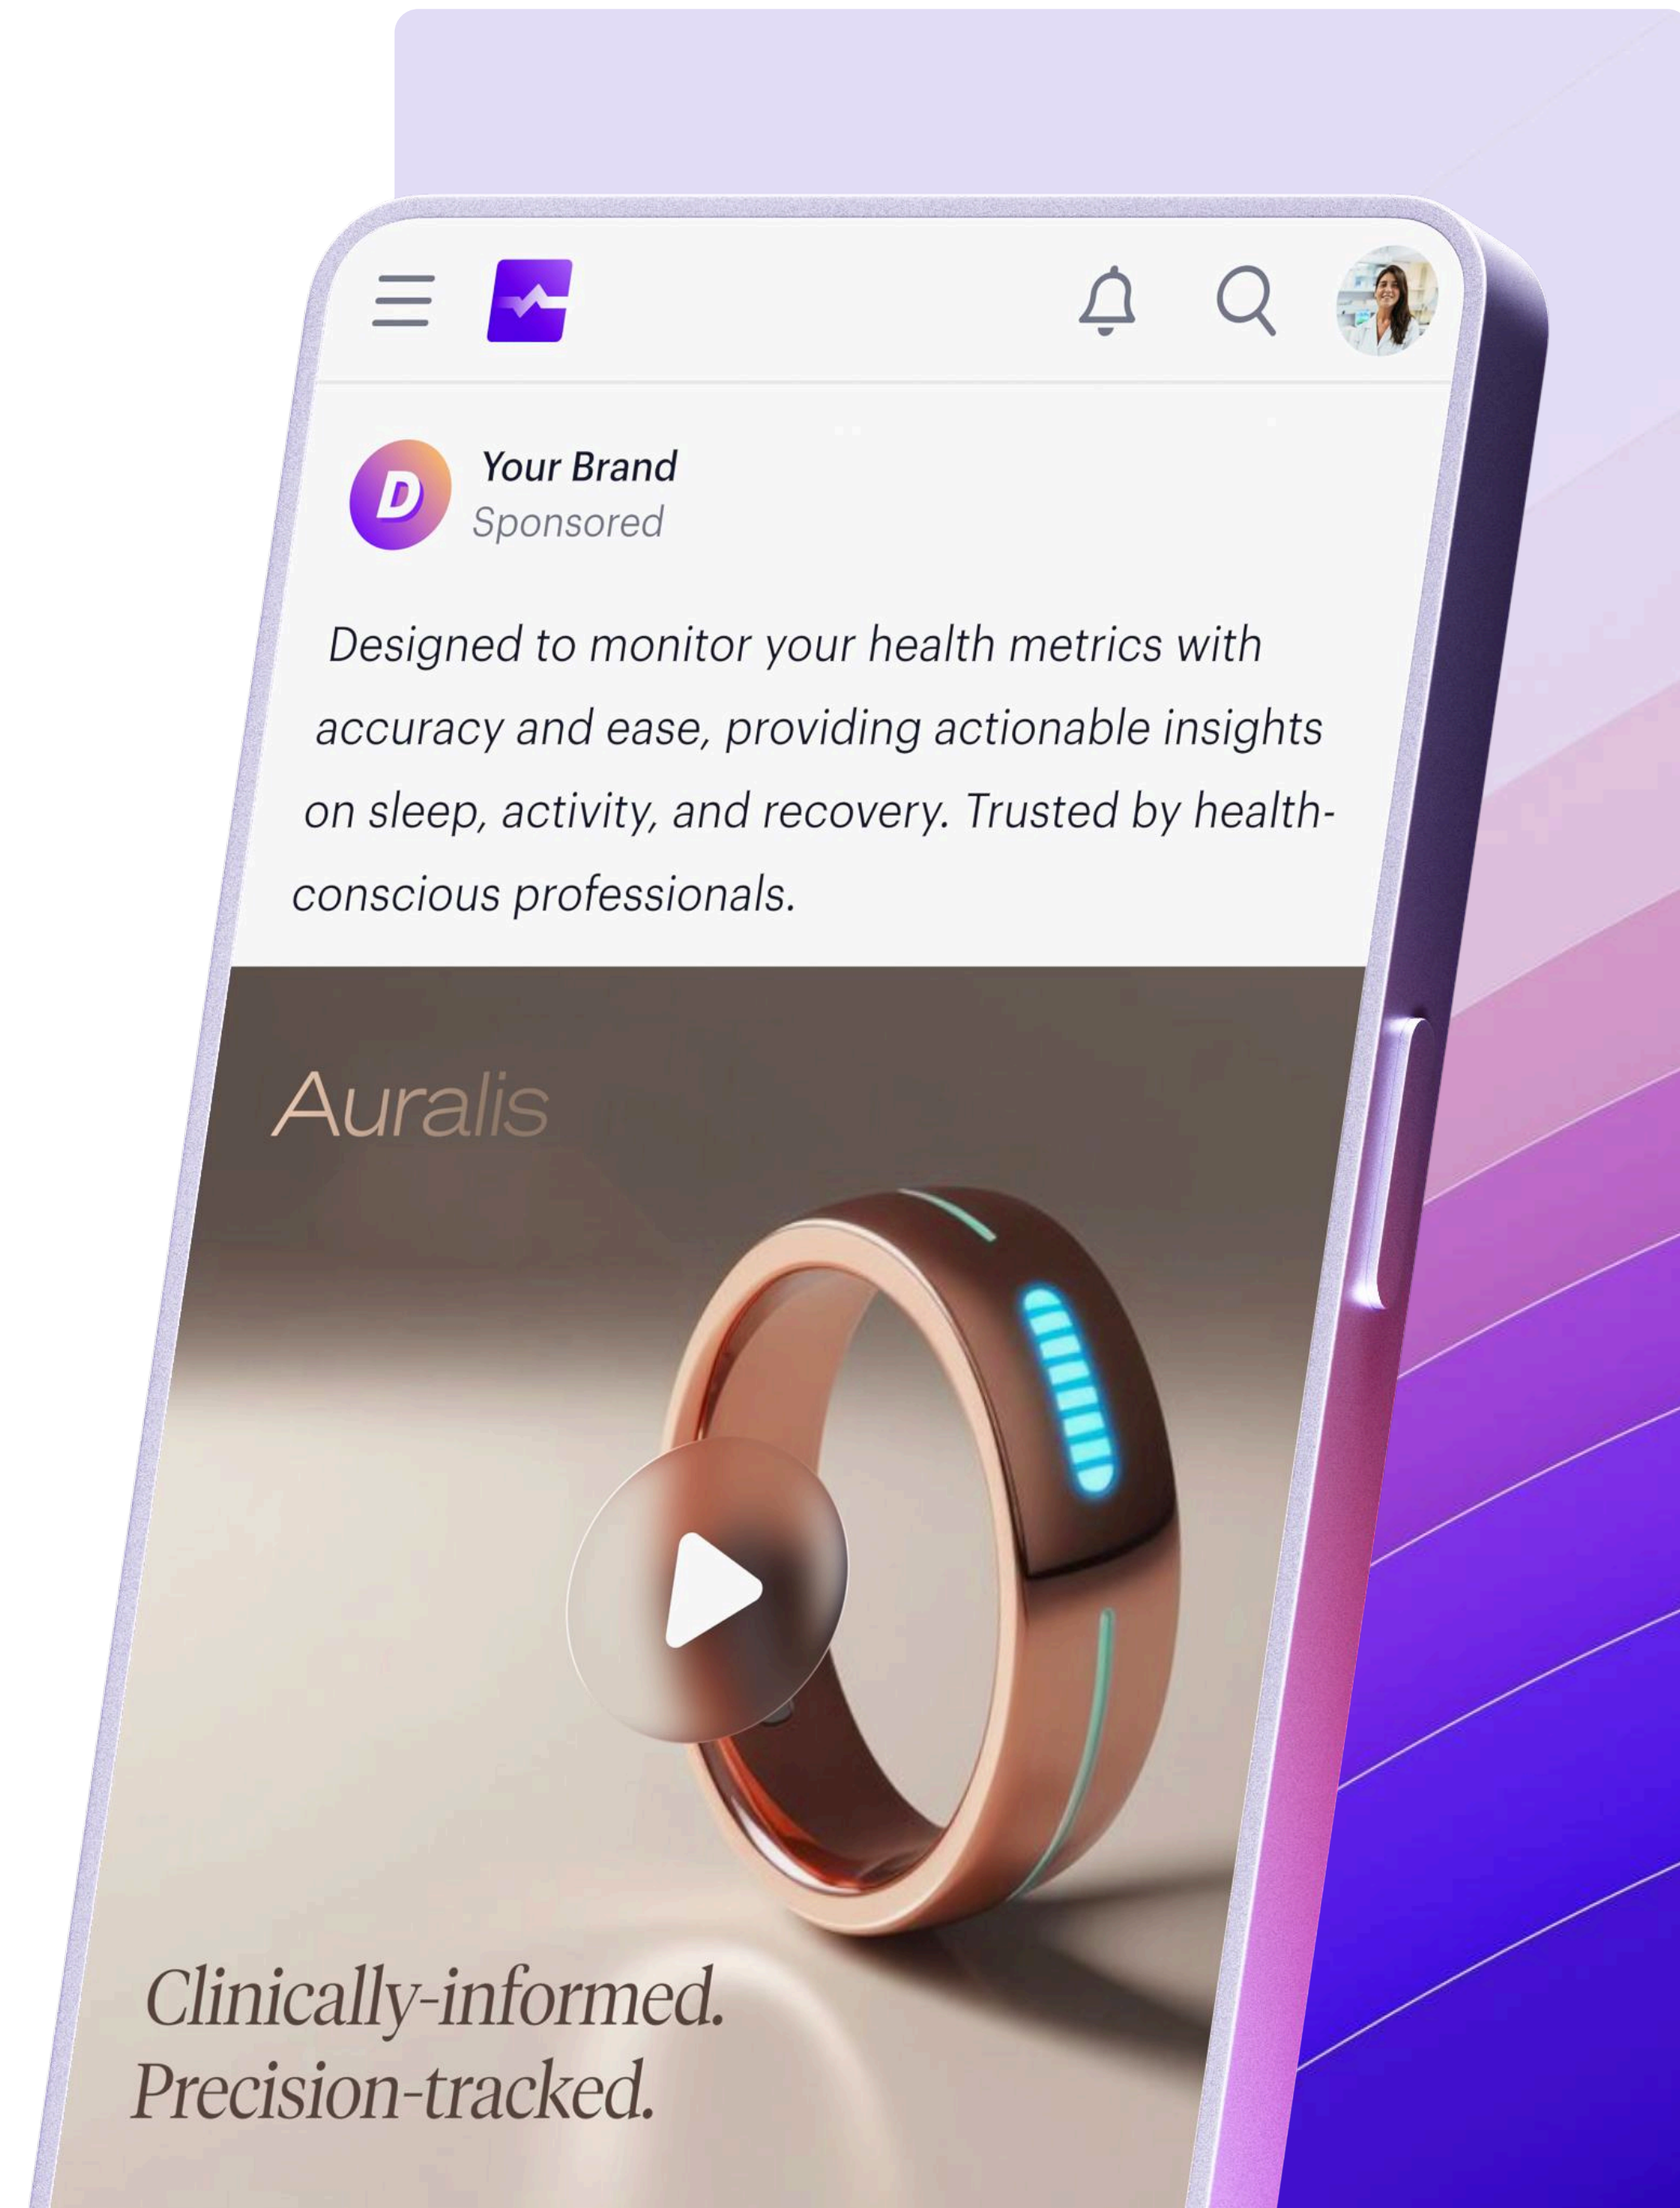 D
Your Brand
Sponsored
Designed to monitor your health metrics with
accuracy and ease, providing actionable insights
on sleep, activity, and recovery. Trusted by health-
conscious professionals.
Auralis
Clinically-informed.
Precision-tracked.